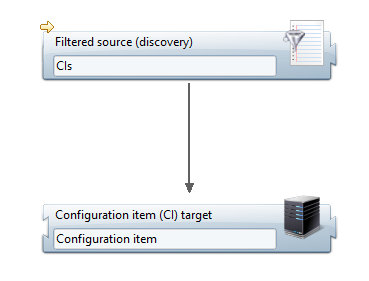 Filtered source (discovery)
CIs
Configuration item (CI) target
Configuration item